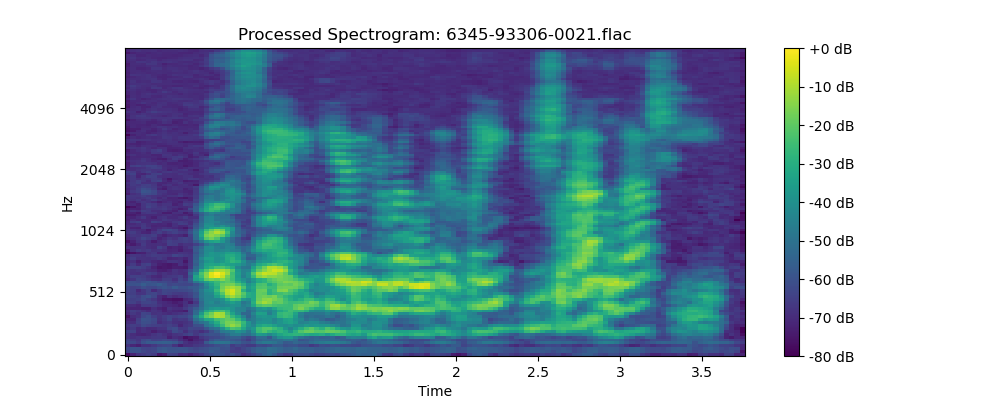 Processed Spectrogram: 6345-93306-0021.flac
Hz
4096
2048
1024
512
0
0 0.5 1 1.5 2 2.5 3 3.5
Time
+0 dB
-10 dB
-20 dB
-30 dB
-40 dB
-50 dB
-60 dB
-70 dB
-80 dB